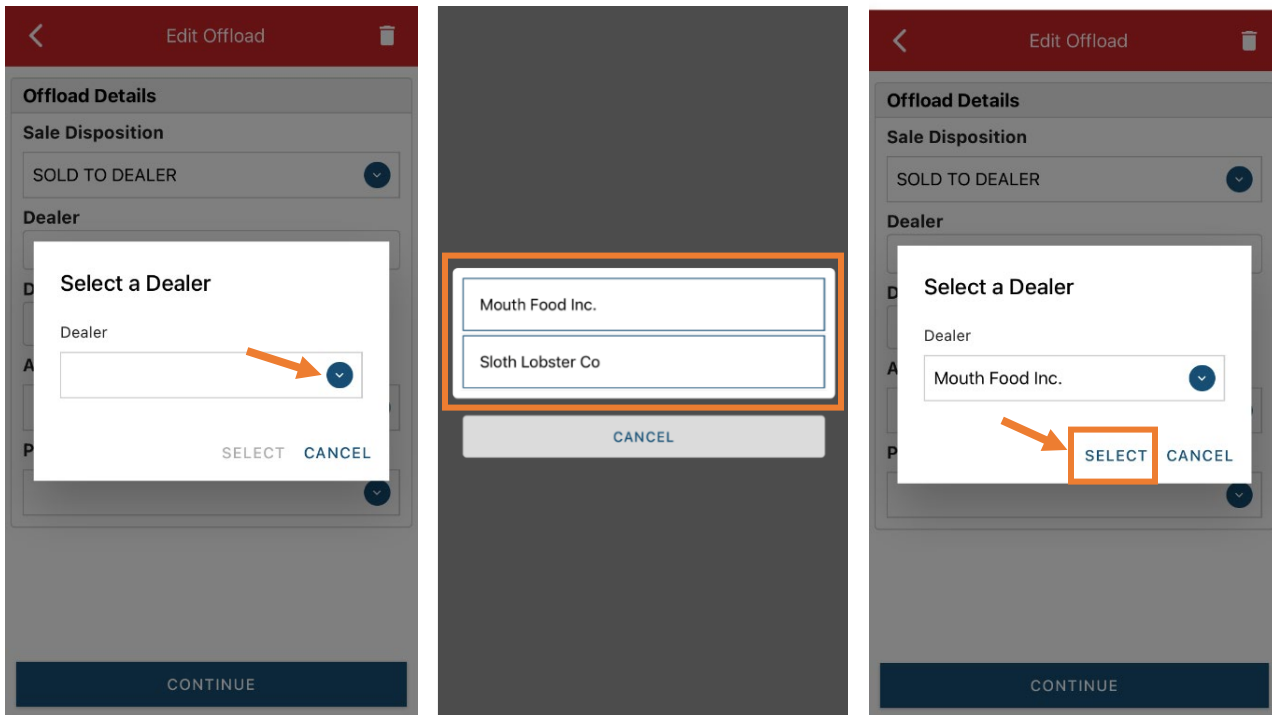 Edit Offload
Offload Details
Sale Disposition
SOLD TO DEALER
Dealer
Select a Dealer
D
Dealer
A
P
SELECT CANCEL
CONTINUE
Mouth Food Inc.
Sloth Lobster Co
CANCEL
Edit Offload
Offload Details
Sale Disposition
SOLD TO DEALER
Dealer
Select a Dealer
D
Dealer
A
Mouth Food Inc.
P
SELECT CANCEL
CONTINUE